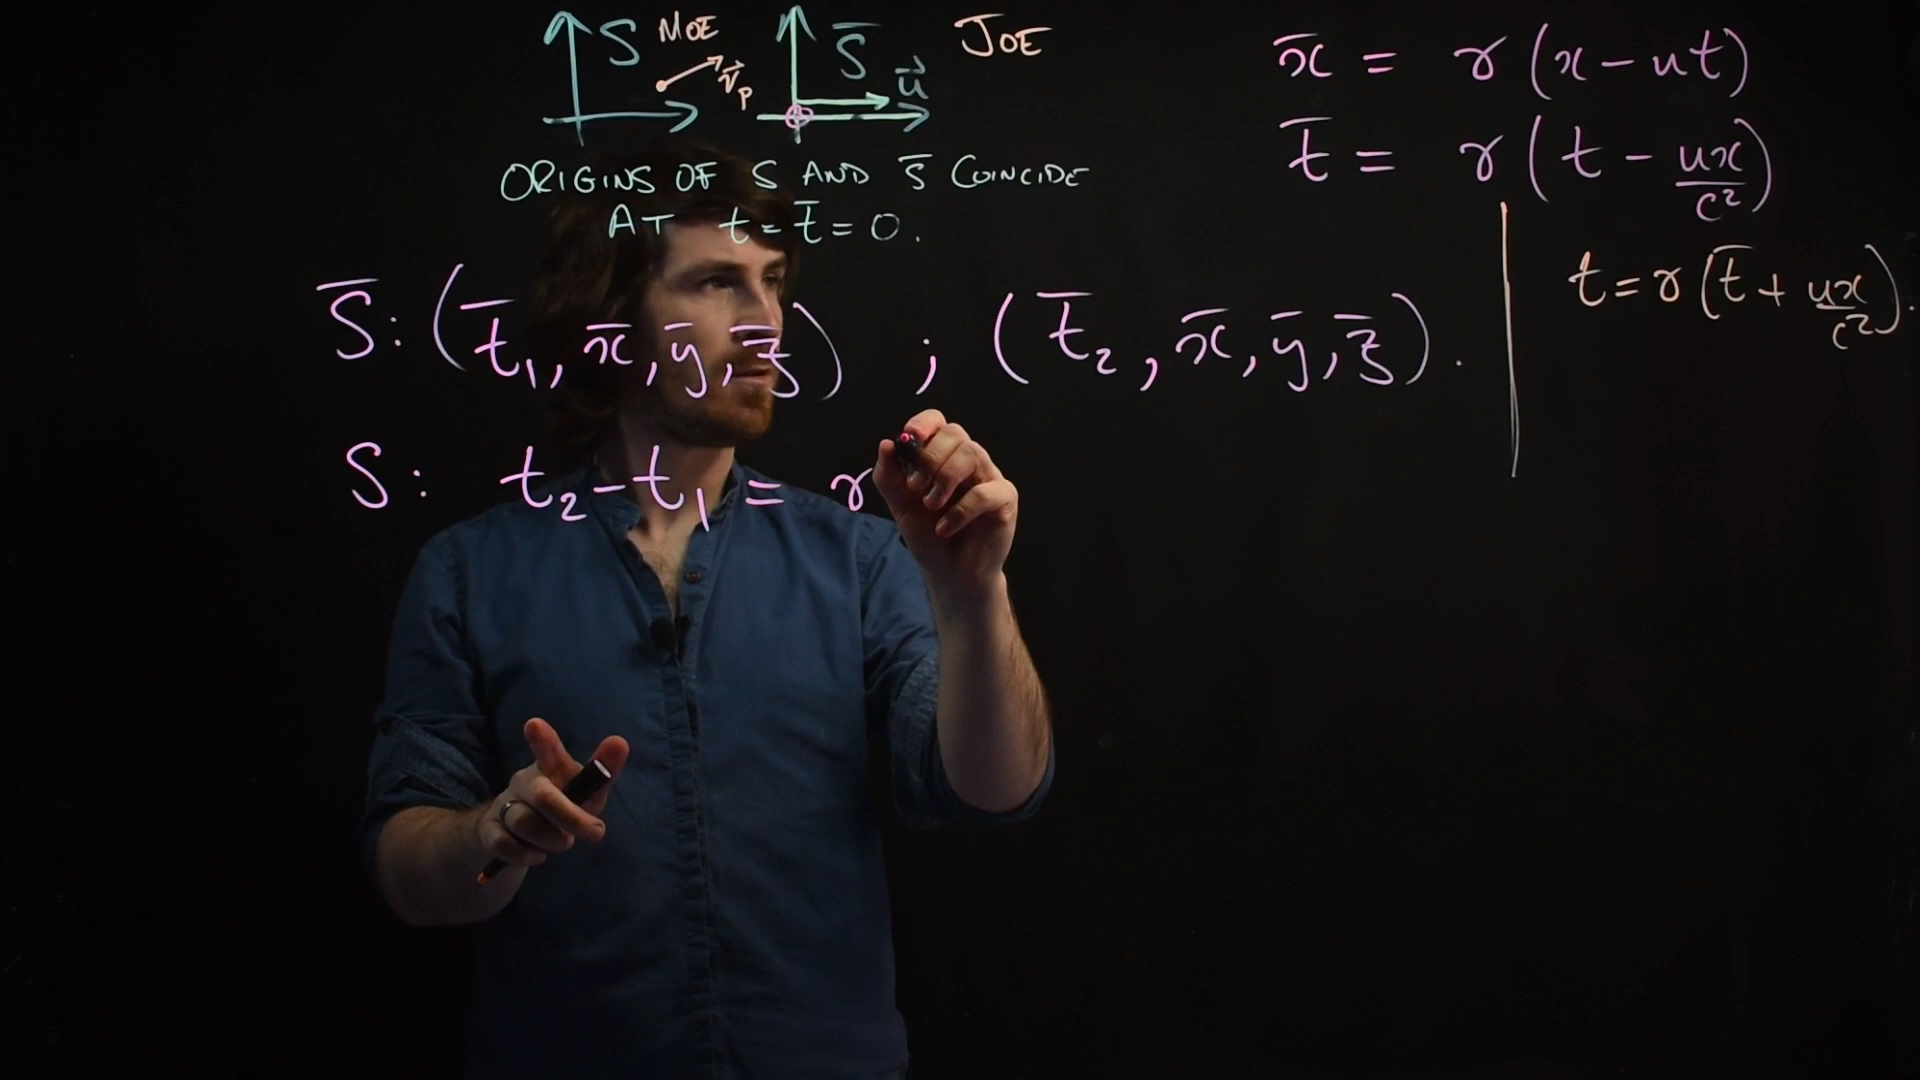 S MOE S̅ JOE
v⃗ₚ u⃗
ORIGINS OF S AND S̅ COINCIDE
AT t = t̅ = 0.
x̅ = γ(x - ut)
t̅ = γ(t - ux/c²)
t = γ(t̅ + ux/c²).
S̅: (t̅₁, x̅, y̅, z̅) ; (t̅₂, x̅, y̅, z̅).
S: t₂ - t₁ = γ